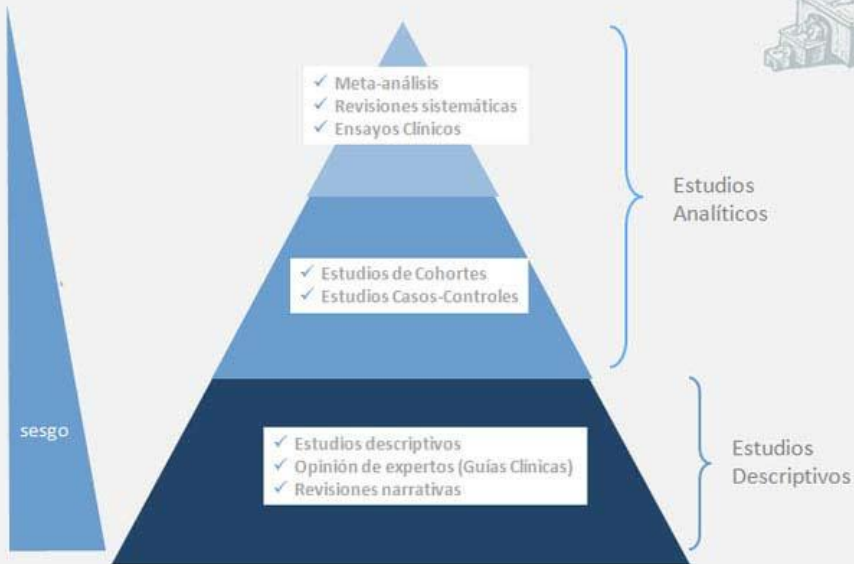 Meta-análisis
Revisiones sistemáticas
Ensayos Clínicos
Estudios
Analíticos
Estudios de Cohortes
Estudios Casos-Controles
sesgo
Estudios descriptivos
Opinión de expertos (Guías Clínicas)
Revisiones narrativas
Estudios
Descriptivos